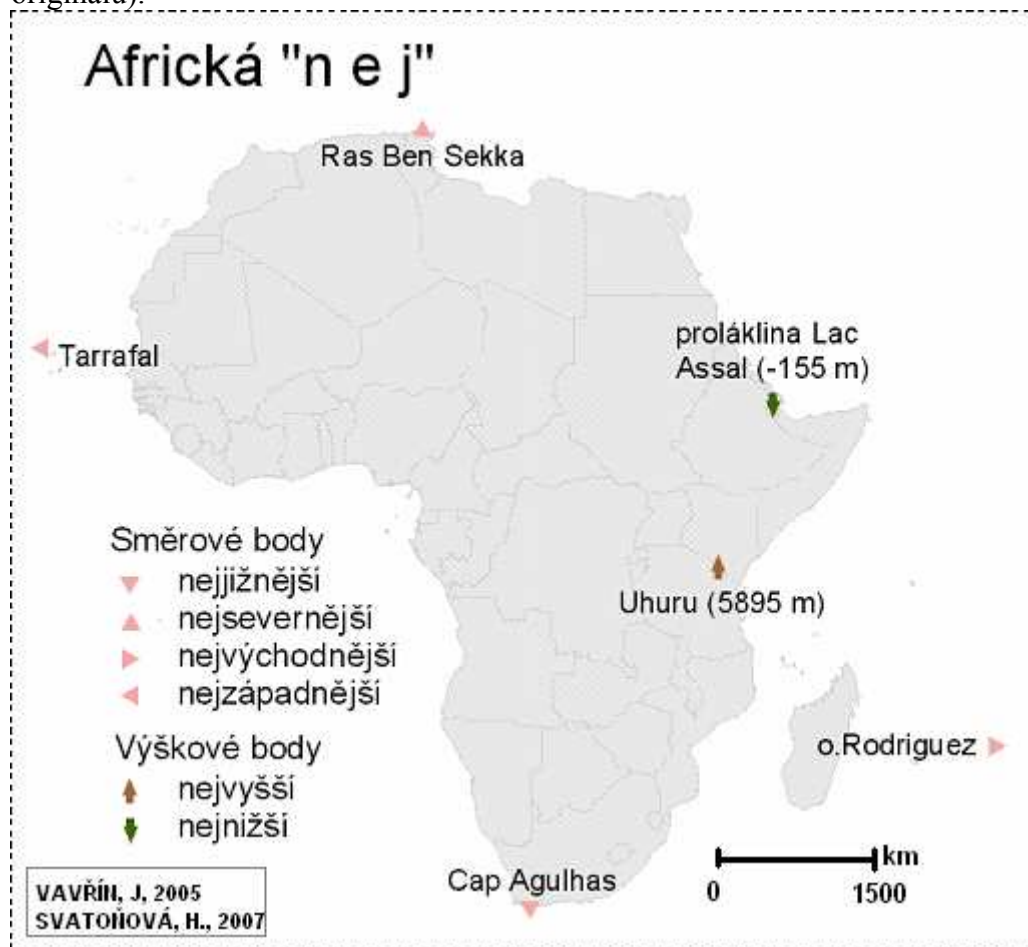 originálu).
Africká "n e j"
Ras Ben Sekka
Tarrafal
proláklina Lac
Assal (-155 m)
Směrové body
nejjižnější
nejsevernější
nejvýchodnější
nejzápadnější
Uhuru (5895 m)
o.Rodriguez
Výškové body
nejvyšší
nejnižší
Cap Agulhas
km
0 1500
VAVŘÍN, J, 2005
SVATOŇOVÁ, H., 2007